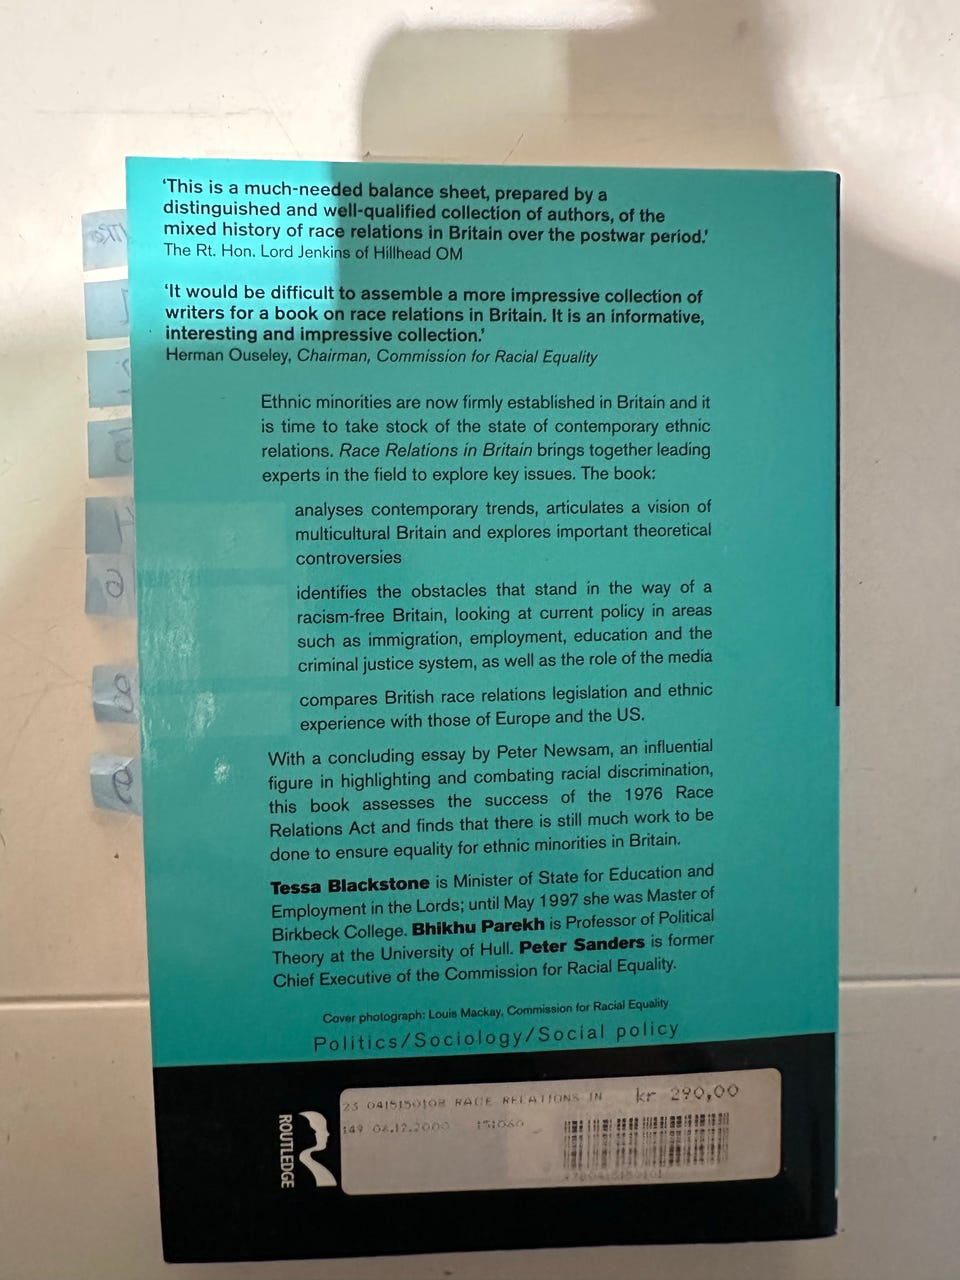 ‘This is a much-needed balance sheet, prepared by a
distinguished and well-qualified collection of authors, of the
mixed history of race relations in Britain over the postwar period.’
The Rt. Hon. Lord Jenkins of Hillhead OM
‘It would be difficult to assemble a more impressive collection of
writers for a book on race relations in Britain. It is an informative,
interesting and impressive collection.’
Herman Ouseley, Chairman, Commission for Racial Equality
Ethnic minorities are now firmly established in Britain and it
is time to take stock of the state of contemporary ethnic
relations. Race Relations in Britain brings together leading
experts in the field to explore key issues. The book:
analyses contemporary trends, articulates a vision of
multicultural Britain and explores important theoretical
controversies
identifies the obstacles that stand in the way of a
racism-free Britain, looking at current policy in areas
such as immigration, employment, education and the
criminal justice system, as well as the role of the media
compares British race relations legislation and ethnic
experience with those of Europe and the US.
With a concluding essay by Peter Newsam, an influential
figure in highlighting and combating racial discrimination,
this book assesses the success of the 1976 Race
Relations Act and finds that there is still much work to be
done to ensure equality for ethnic minorities in Britain.
Tessa Blackstone is Minister of State for Education and
Employment in the Lords; until May 1997 she was Master of
Birkbeck College. Bhikhu Parekh is Professor of Political
Theory at the University of Hull. Peter Sanders is former
Chief Executive of the Commission for Racial Equality.
Cover photograph: Louis Mackay, Commission for Racial Equality
Politics/Sociology/Social policy
23 041515010B RACE RELATIONS IN kr 290,00
149 06.12.2000 151060
9780415150101
ROUTLEDGE